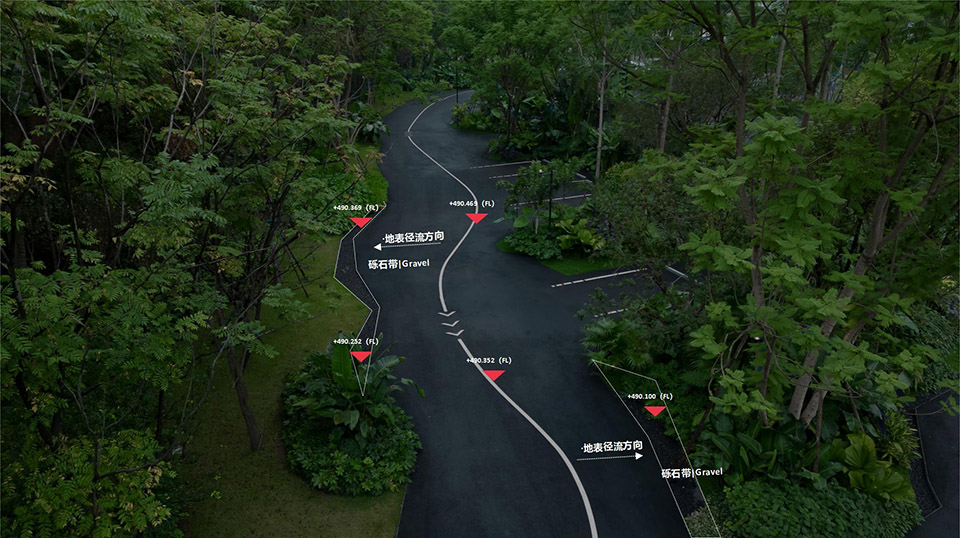 +490.469 (FL)
+490.369 (FL)
·地表径流方向
砾石带|Gravel
+490.252 (FL)
+490.352 (FL)
+490.100 (FL)
·地表径流方向
砾石带|Gravel